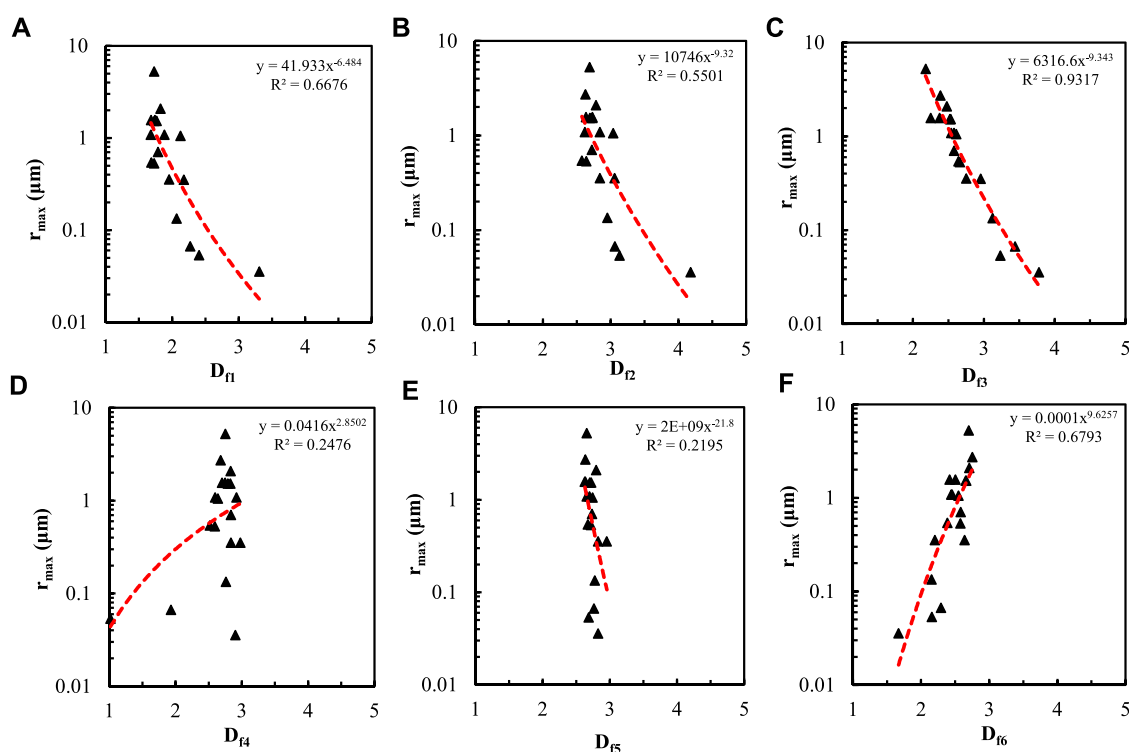 A
y = 41.933x^-6.484
R² = 0.6676
10
1
0.1
0.01
r_max (μm)
1 2 3 4 5
D_f1
B
y = 10746x^-9.32
R² = 0.5501
10
1
0.1
0.01
r_max (μm)
1 2 3 4 5
D_f2
C
y = 6316.6x^-9.343
R² = 0.9317
10
1
0.1
0.01
r_max (μm)
1 2 3 4 5
D_f3
D
y = 0.0416x^2.8502
R² = 0.2476
10
1
0.1
0.01
r_max (μm)
1 2 3 4 5
D_f4
E
y = 2E+09x^-21.8
R² = 0.2195
10
1
0.1
0.01
r_max (μm)
1 2 3 4 5
D_f5
F
y = 0.0001x^9.6257
R² = 0.6793
10
1
0.1
0.01
r_max (μm)
1 2 3 4 5
D_f6